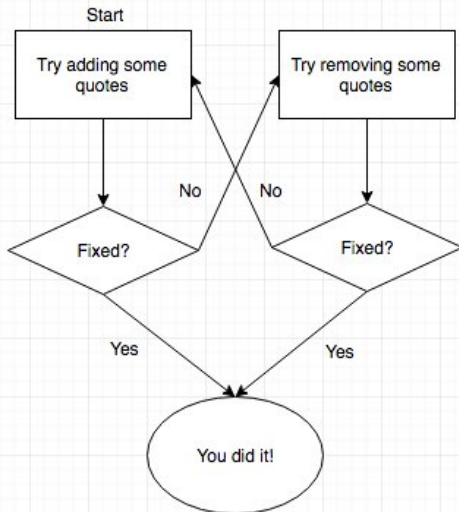 Start
Try adding some
quotes
Try removing some
quotes
No
No
Fixed?
Fixed?
Yes
Yes
You did it!